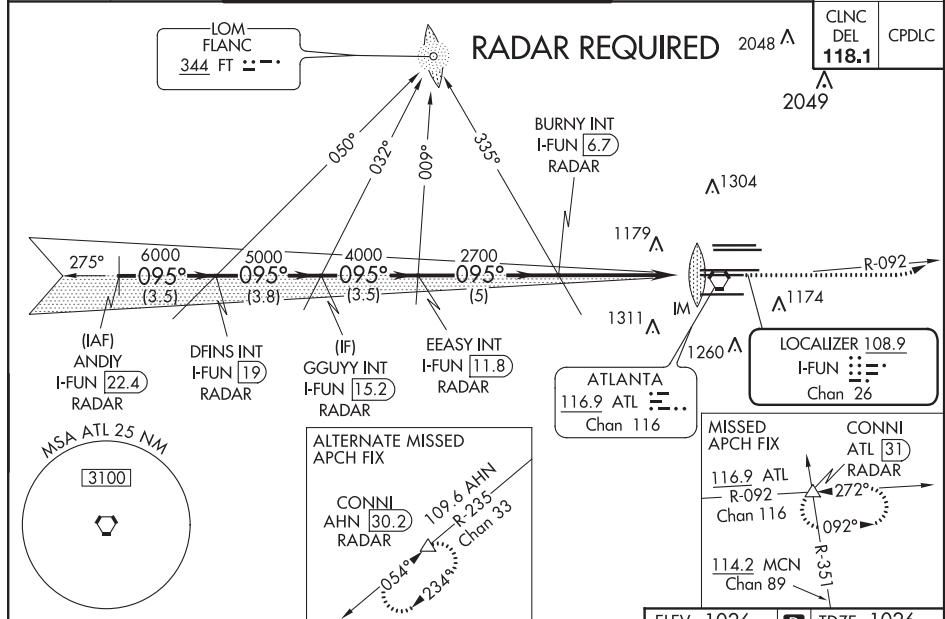 LOM
FLANC
344 FT
RADAR REQUIRED
2048
CLNC
DEL
118.1
CPDLC
2049
BURNY INT
I-FUN 6.7
RADAR
050°
032°
009°
335°
1304
1179
275°
6000
095°
(3.5)
5000
095°
(3.8)
4000
095°
(3.5)
2700
095°
(5)
R-092
IM
1174
1311
1260
(IAF)
ANDIY
I-FUN 22.4
RADAR
DFINS INT
I-FUN 19
RADAR
(IF)
GGUYY INT
I-FUN 15.2
RADAR
EEASY INT
I-FUN 11.8
RADAR
ATLANTA
116.9 ATL
Chan 116
LOCALIZER 108.9
I-FUN
Chan 26
MSA ATL 25 NM
3100
ALTERNATE MISSED
APCH FIX
CONNI
AHN 30.2
RADAR
109.6 AHN
R-235
Chan 33
054°
234°
MISSED
APCH FIX
CONNI
ATL 31
RADAR
116.9 ATL
R-092
Chan 116
272°
092°
R-351
114.2 MCN
Chan 89
ELEV 1026
D
TDZE 1026